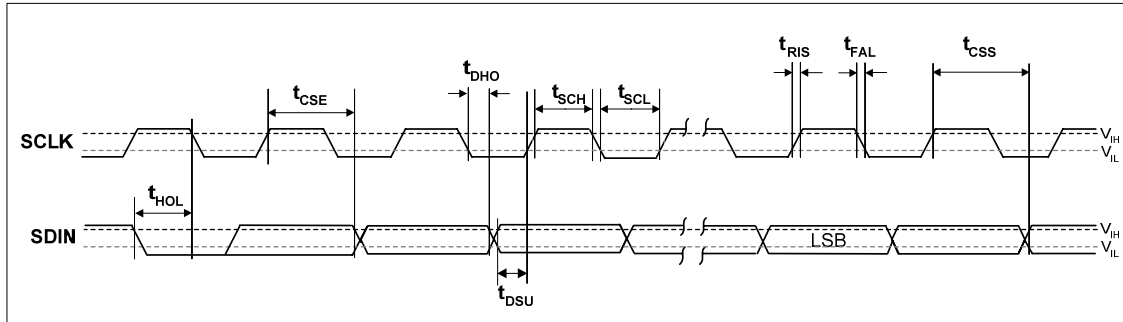 tRIS tFAL tCSS
tDHO
tCSE tSCH tSCL
SCLK VIH
VIL
tHOL
SDIN VIH
LSB VIL
tDSU